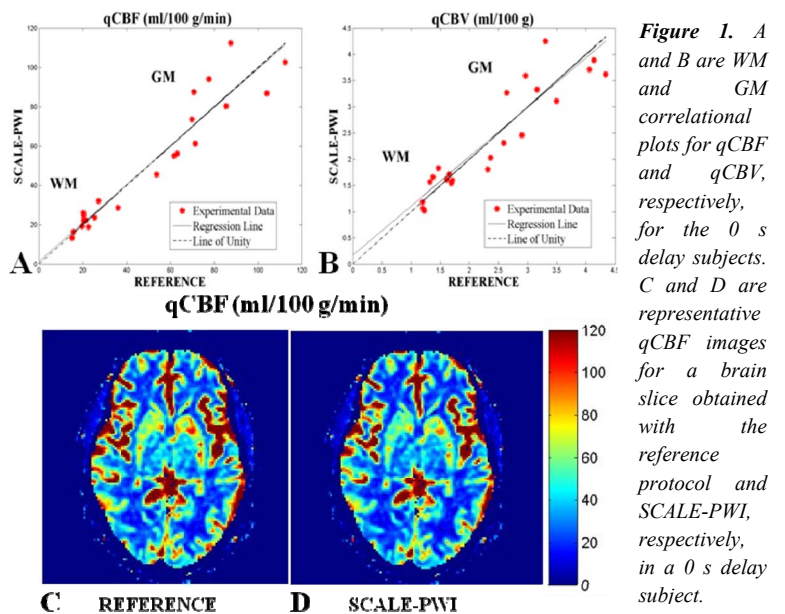 qCBF (ml/100 g/min)
120
100
80
60
40
20
0
0
20
40
60
80
100
120
SCALE-PWI
REFERENCE
GM
WM
Experimental Data
Regression Line
Line of Unity
A
qCBV (ml/100 g)
4.5
4
3.5
3
2.5
2
1.5
1
0.5
0
0
0.5
1
1.5
2
2.5
3
3.5
4
4.5
SCALE-PWI
REFERENCE
GM
WM
Experimental Data
Regression Line
Line of Unity
B
qCBF (ml/100 g/min)
120
100
80
60
40
20
0
C REFERENCE
D SCALE-PWI
Figure 1. A
and B are WM
and GM
correlational
plots for qCBF
and qCBV,
respectively,
for the 0 s
delay subjects.
C and D are
representative
qCBF images
for a brain
slice obtained
with the
reference
protocol and
SCALE-PWI,
respectively,
in a 0 s delay
subject.